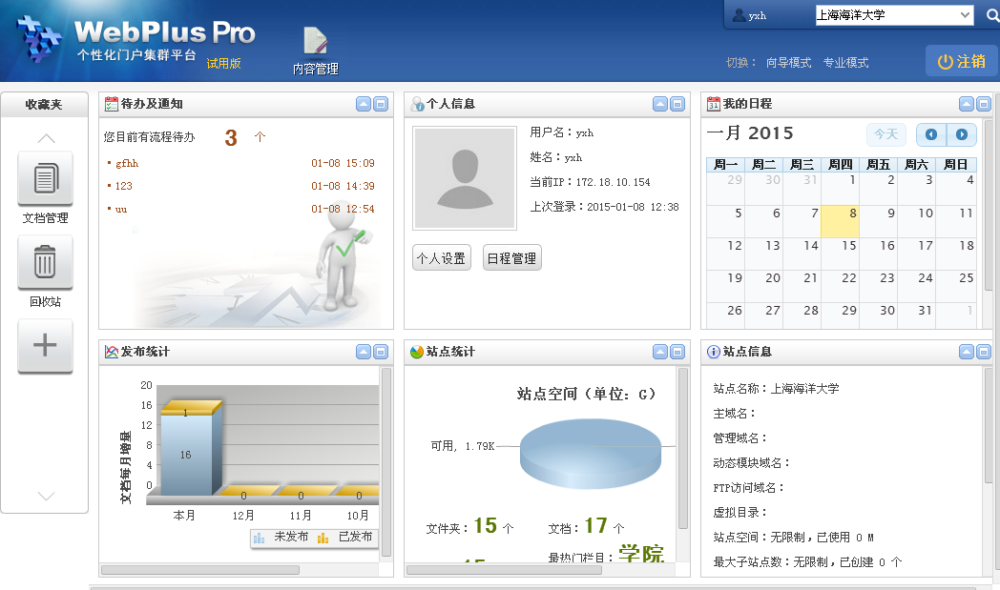 WebPlus Pro
个性化门户集群平台 试用版
内容管理
yxh
上海海洋大学
切换： 向导模式 专业模式
注销
收藏夹
文档管理
回收站
待办及通知
您目前有流程待办 3 个
gfhh 01-08 15:09
123 01-08 14:39
uu 01-08 12:54
个人信息
用户名：yxh
姓名：yxh
当前IP：172.18.10.154
上次登录：2015-01-08 12:38
个人设置 日程管理
我的日程
一月 2015 今天
周一 周二 周三 周四 周五 周六 周日
29 30 31 1 2 3 4
5 6 7 8 9 10 11
12 13 14 15 16 17 18
19 20 21 22 23 24 25
26 27 28 29 30 31 1
发布统计
文档每月增量
20
16
12
8
4
0
1
16
0 0 0
本月 12月 11月 10月
未发布 已发布
站点统计
站点空间（单位：G）
可用, 1.79K
文件夹：15 个 文档：17 个
最热门栏目：学院
15
站点信息
站点名称：上海海洋大学
主域名：
管理域名：
动态模块域名：
FTP访问域名：
虚拟目录：
站点空间：无限制，已使用 0 M
最大子站点数：无限制，已创建 0 个